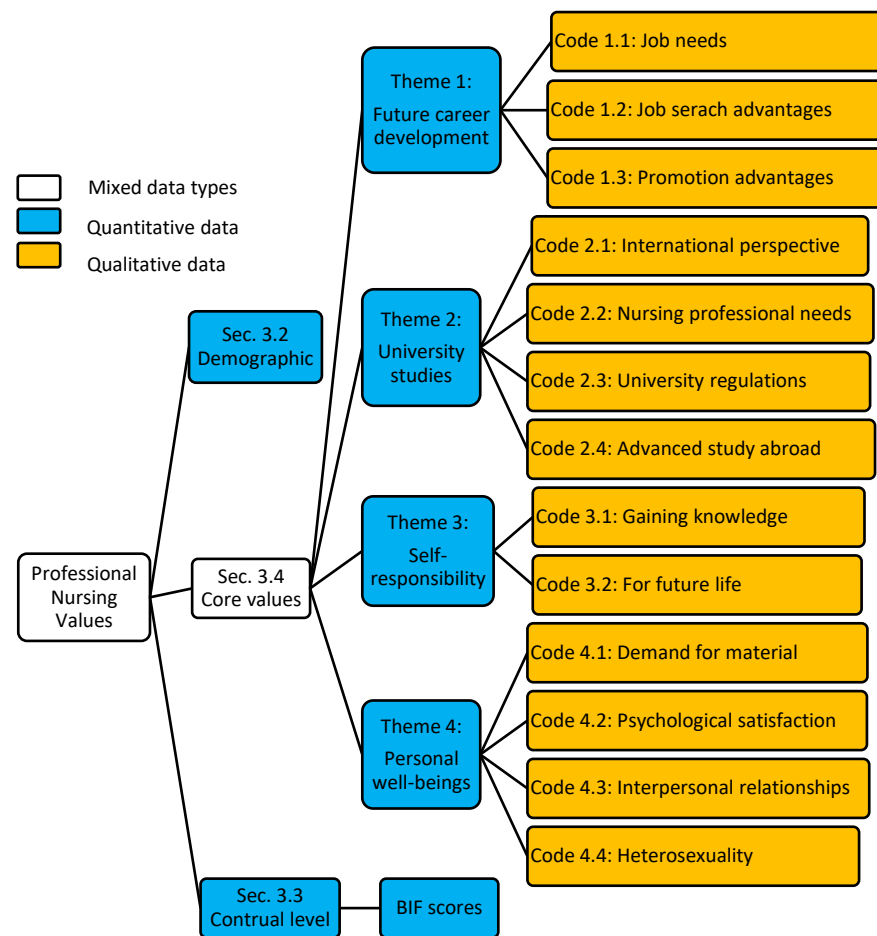 Mixed data types
Quantitative data
Qualitative data
Professional
Nursing
Values
Sec. 3.2
Demographic
Sec. 3.4
Core values
Sec. 3.3
Contrual level
BIF scores
Theme 1:
Future career
development
Code 1.1: Job needs
Code 1.2: Job serach advantages
Code 1.3: Promotion advantages
Theme 2:
University
studies
Code 2.1: International perspective
Code 2.2: Nursing professional needs
Code 2.3: University regulations
Code 2.4: Advanced study abroad
Theme 3:
Self-
responsibility
Code 3.1: Gaining knowledge
Code 3.2: For future life
Theme 4:
Personal
well-beings
Code 4.1: Demand for material
Code 4.2: Psychological satisfaction
Code 4.3: Interpersonal relationships
Code 4.4: Heterosexuality